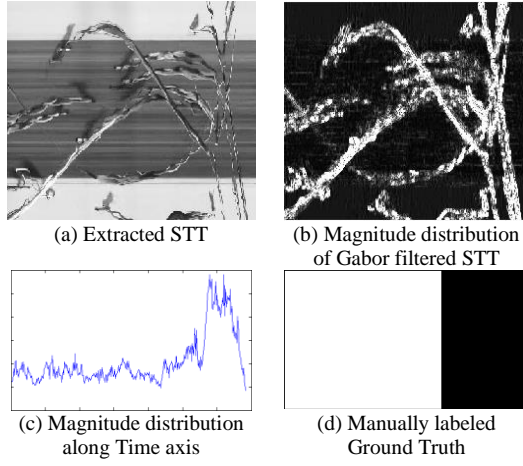 (a) Extracted STT
(b) Magnitude distribution
of Gabor filtered STT
(c) Magnitude distribution
along Time axis
(d) Manually labeled
Ground Truth